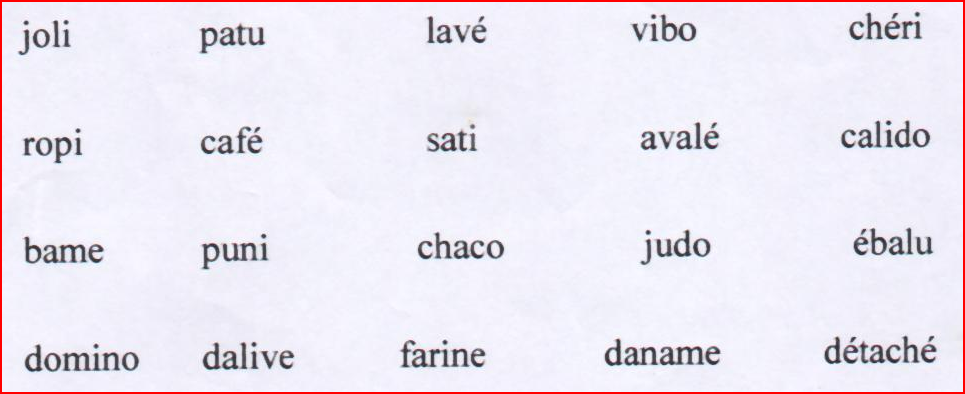 joli patu lavé vibo chéri
ropi café sati avalé calido
bame puni chaco judo ébalu
domino dalive farine daname détaché